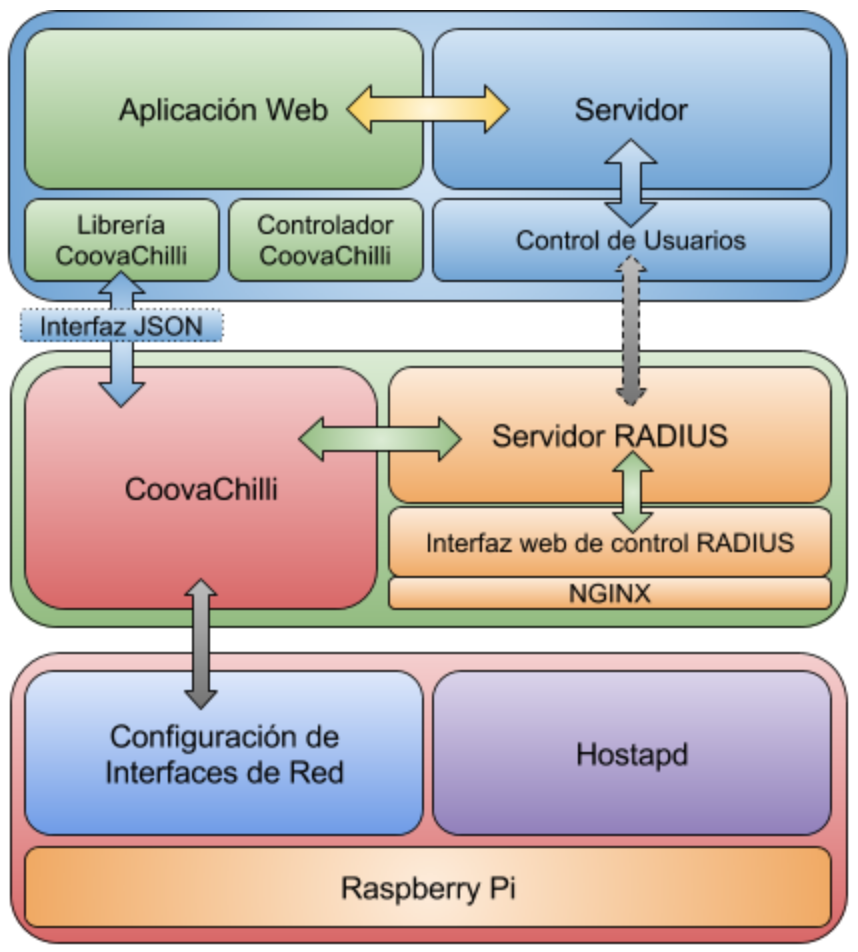 Aplicación Web
Servidor
Librería
CoovaChilli
Controlador
CoovaChilli
Control de Usuarios
Interfaz JSON
CoovaChilli
Servidor RADIUS
Interfaz web de control RADIUS
NGINX
Configuración de
Interfaces de Red
Hostapd
Raspberry Pi